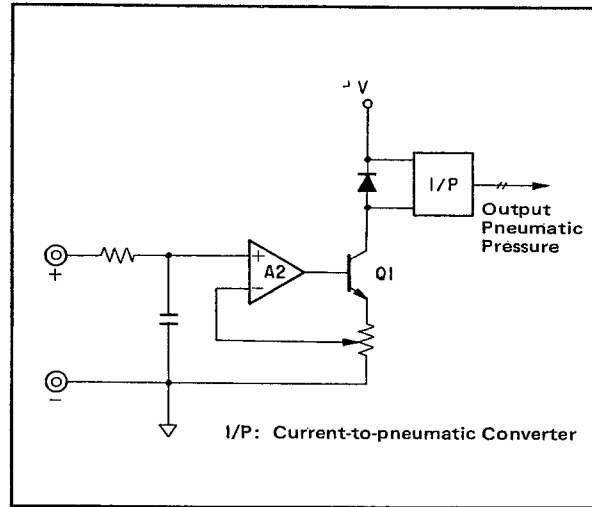 V
I/P
Output
Pneumatic
Pressure
+
A2
−
Q1
+
−
I/P: Current-to-pneumatic Converter